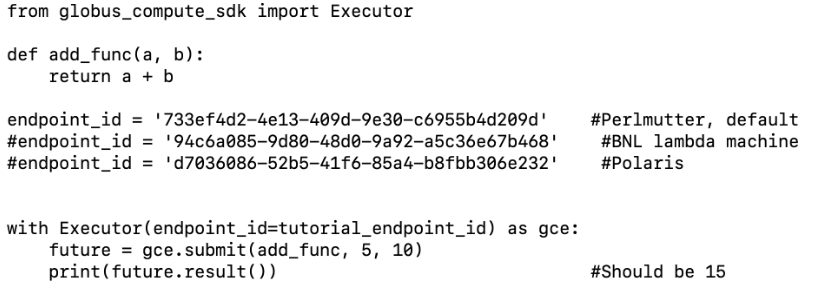 from globus_compute_sdk import Executor
def add_func(a, b):
    return a + b
endpoint_id = '733ef4d2-4e13-409d-9e30-c6955b4d209d'    #Perlmutter, default
#endpoint_id = '94c6a085-9d80-48d0-9a92-a5c36e67b468'    #BNL lambda machine
#endpoint_id = 'd7036086-52b5-41f6-85a4-b8fbb306e232'    #Polaris
with Executor(endpoint_id=tutorial_endpoint_id) as gce:
    future = gce.submit(add_func, 5, 10)
    print(future.result())                              #Should be 15